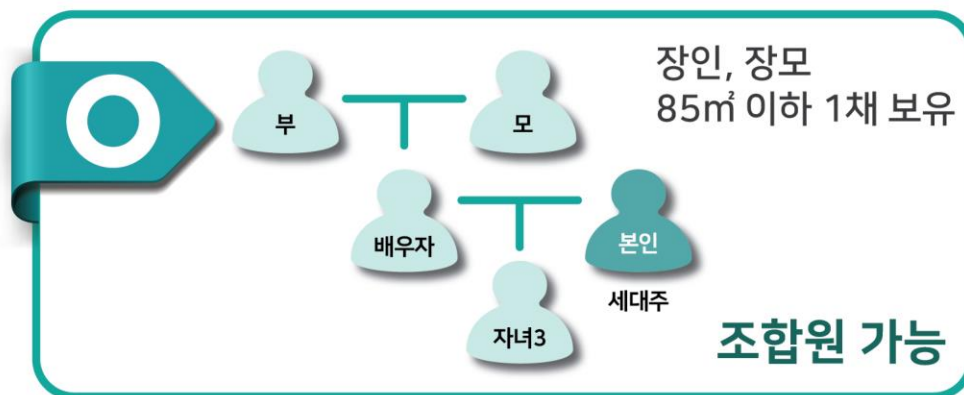 장인, 장모
85㎡ 이하 1채 보유
부
모
배우자
본인
세대주
자녀3
조합원 가능